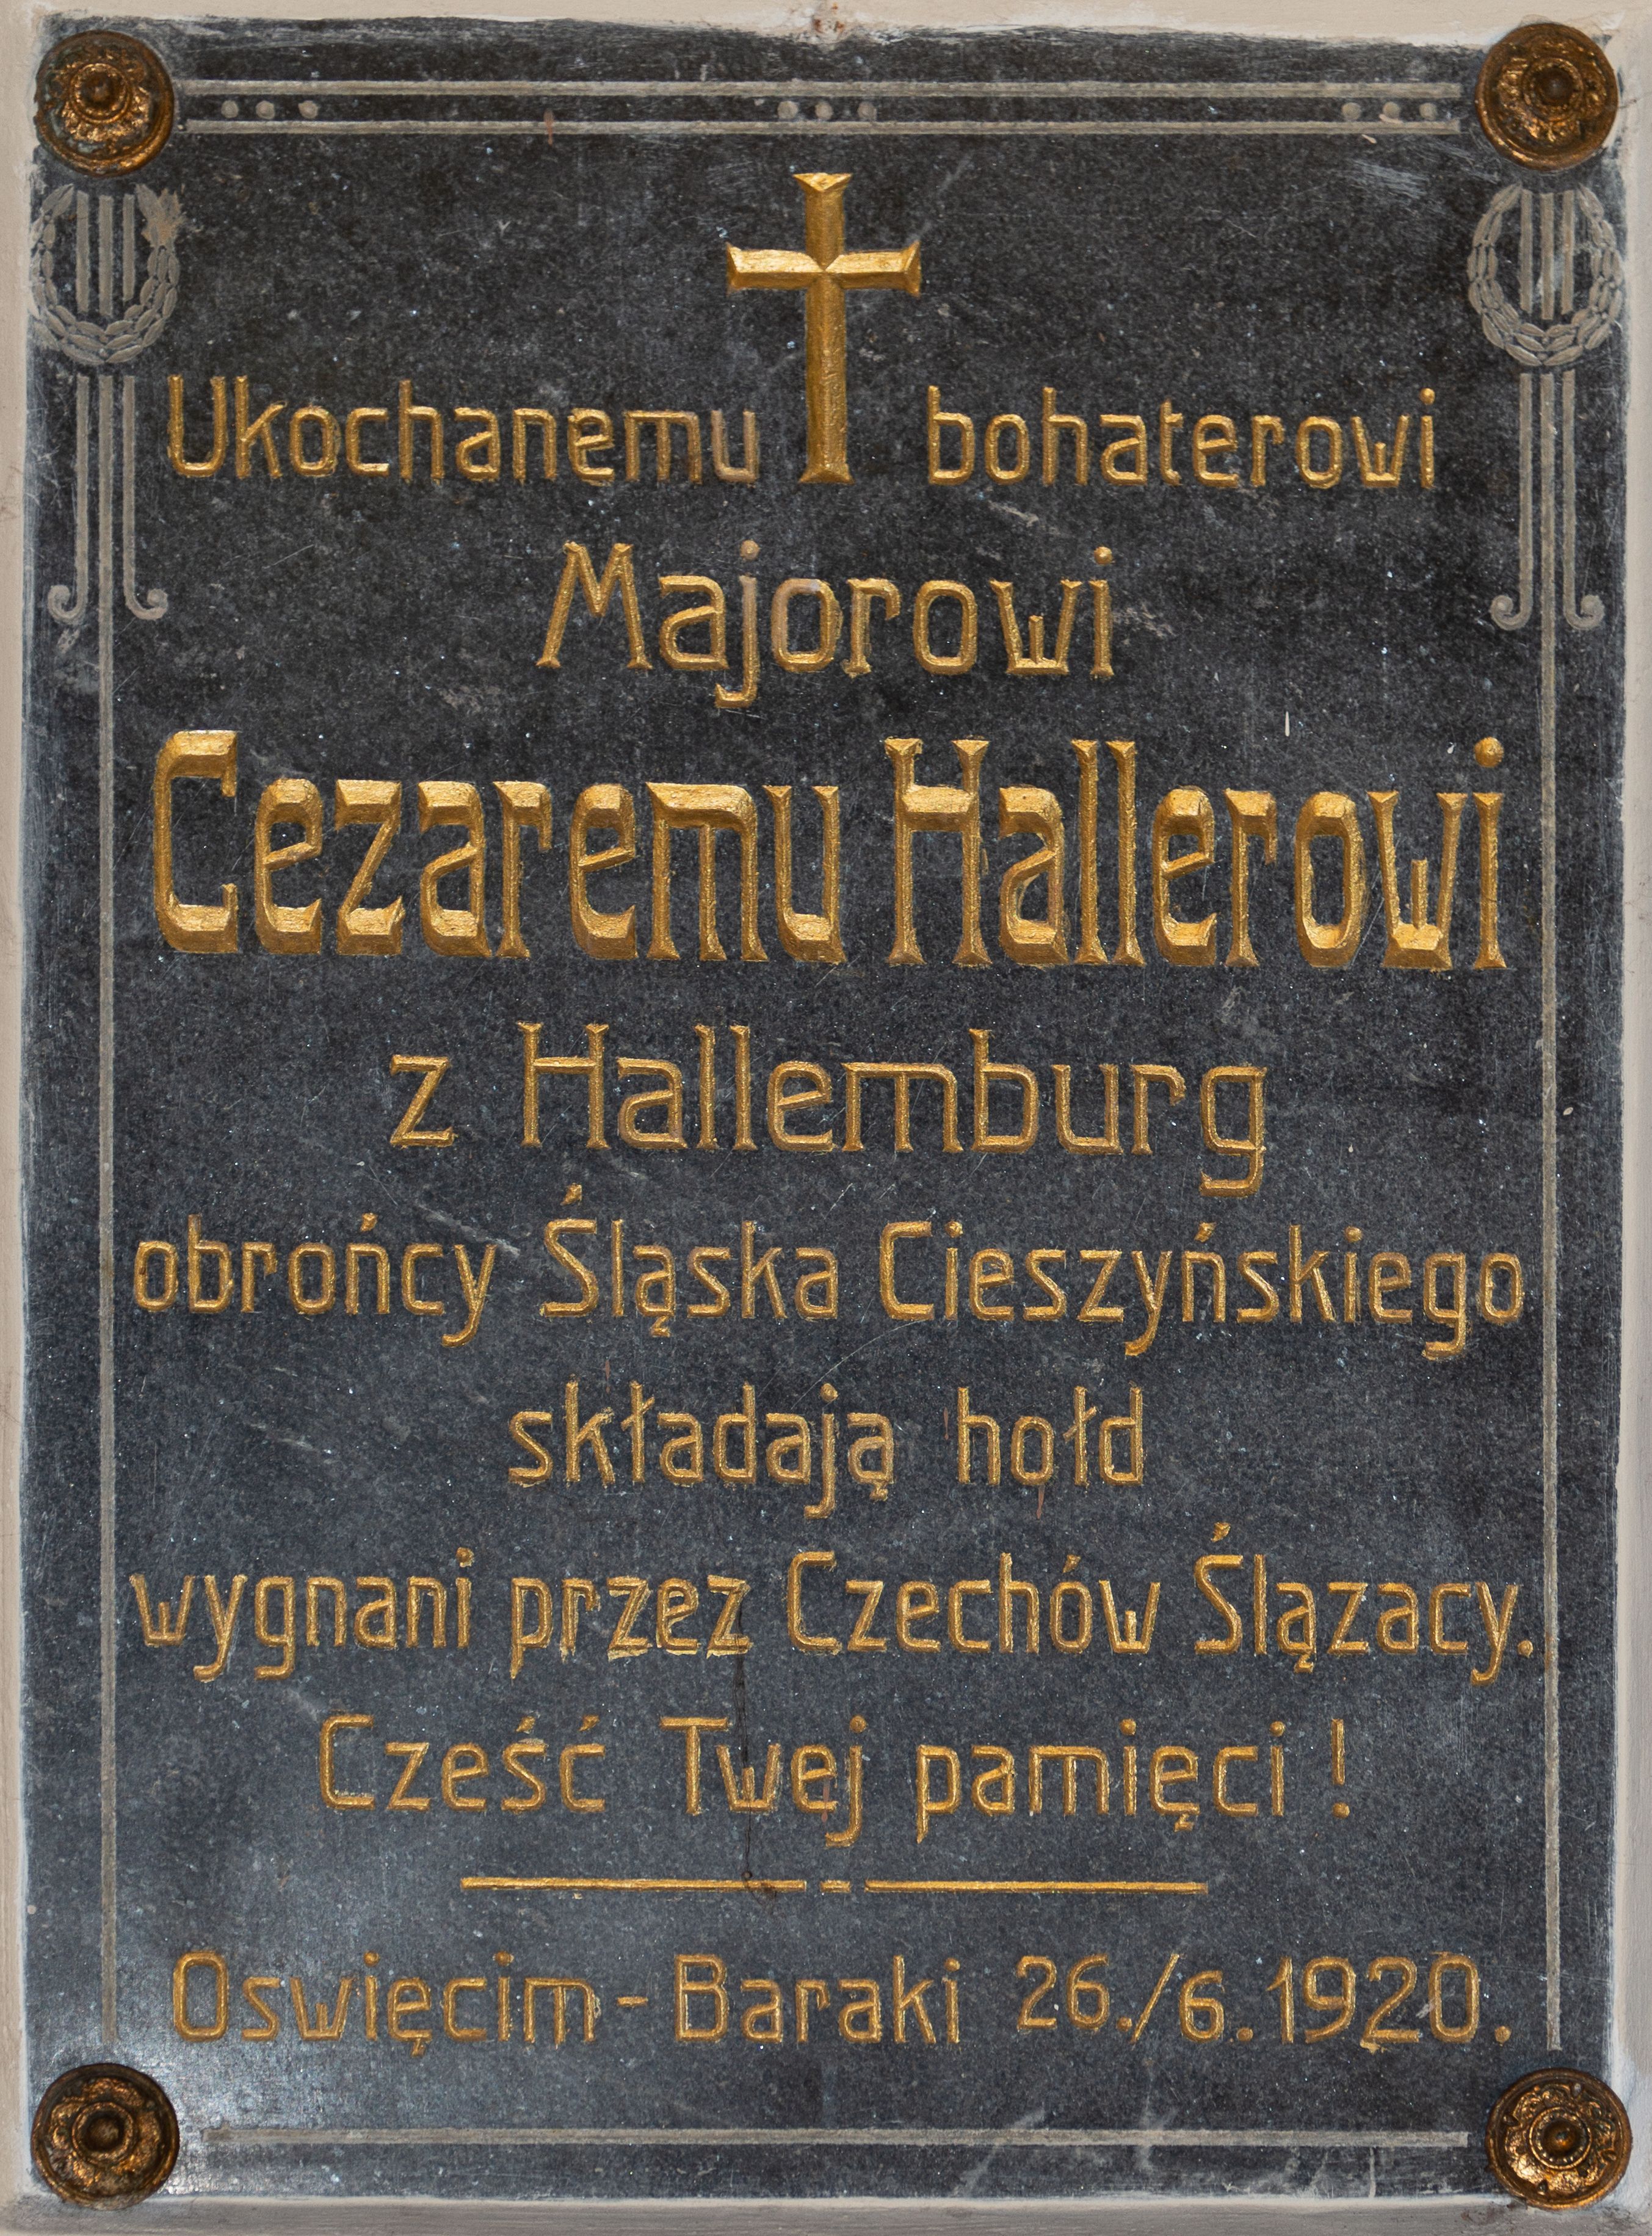 Ukochanemu bohaterowi
Majorowi
Cezaremu Hallerowi
z Hallemburg
obrońcy Śląska Cieszyńskiego
składają hołd
wygnani przez Czechów Ślązacy.
Cześć Twej pamięci !
Oswięcim - Baraki 26./6.1920.